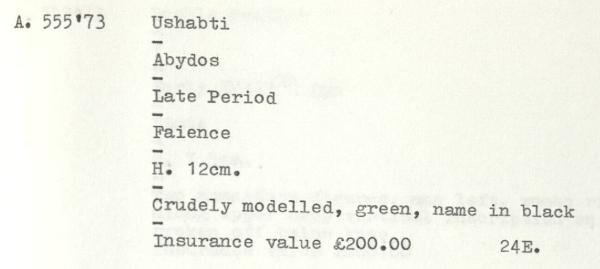 A. 555'73 Ushabti
Abydos
Late Period
Faience
H. 12cm.
Crudely modelled, green, name in black
Insurance value £200.00 24E.